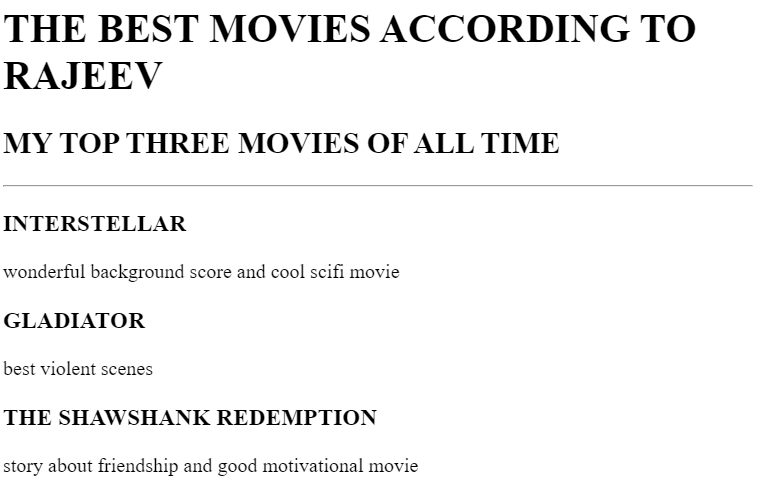 THE BEST MOVIES ACCORDING TO
RAJEEV
MY TOP THREE MOVIES OF ALL TIME
INTERSTELLAR
wonderful background score and cool scifi movie
GLADIATOR
best violent scenes
THE SHAWSHANK REDEMPTION
story about friendship and good motivational movie